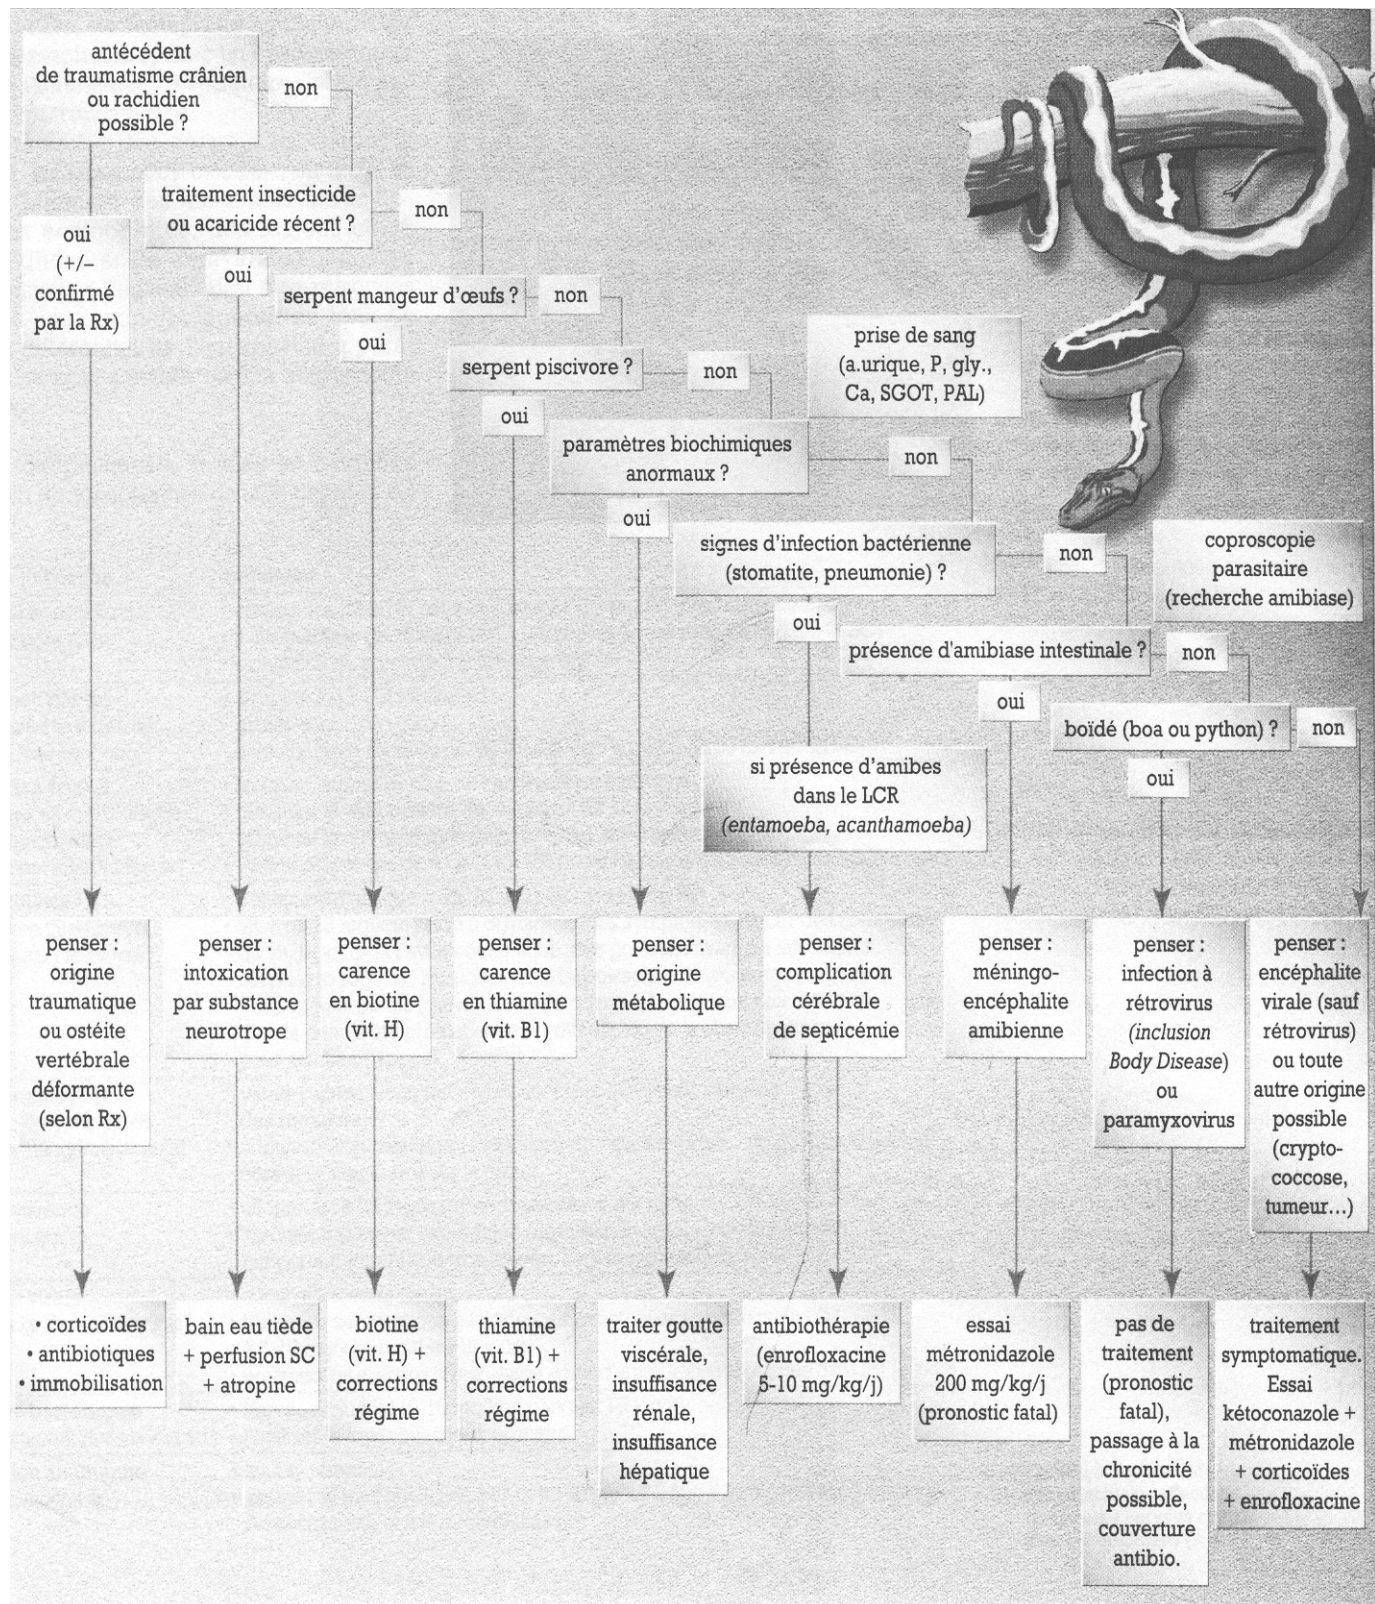 antécédent
de traumatisme crânien
ou rachidien
possible ?
non
traitement insecticide
ou acaricide récent ?
non
oui
(+/–
confirmé
par la Rx)
oui
serpent mangeur d'œufs ?
non
oui
serpent piscivore ?
non
prise de sang
(a.urique, P, gly.,
Ca, SGOT, PAL)
oui
paramètres biochimiques
anormaux ?
non
oui
signes d'infection bactérienne
(stomatite, pneumonie) ?
non
coproscopie
parasitaire
(recherche amibiase)
oui
présence d'amibiase intestinale ?
non
oui
boïdé (boa ou python) ?
non
oui
si présence d'amibes
dans le LCR
(entamoeba, acanthamoeba)
penser :
origine
traumatique
ou ostéite
vertébrale
déformante
(selon Rx)
penser :
intoxication
par substance
neurotrope
penser :
carence
en biotine
(vit. H)
penser :
carence
en thiamine
(vit. B1)
penser :
origine
métabolique
penser :
complication
cérébrale
de septicémie
penser :
méningo-
encéphalite
amibienne
penser :
infection à
rétrovirus
(inclusion
Body Disease)
ou
paramyxovirus
penser :
encéphalite
virale (sauf
rétrovirus)
ou toute
autre origine
possible
(crypto-
coccose,
tumeur...)
• corticoïdes
• antibiotiques
• immobilisation
bain eau tiède
+ perfusion SC
+ atropine
biotine
(vit. H) +
corrections
régime
thiamine
(vit. B1) +
corrections
régime
traiter goutte
viscérale,
insuffisance
rénale,
insuffisance
hépatique
antibiothérapie
(enrofloxacine
5-10 mg/kg/j)
essai
métronidazole
200 mg/kg/j
(pronostic fatal)
pas de
traitement
(pronostic
fatal),
passage à la
chronicité
possible,
couverture
antibio.
traitement
symptomatique.
Essai
kétoconazole +
métronidazole
+ corticoïdes
+ enrofloxacine